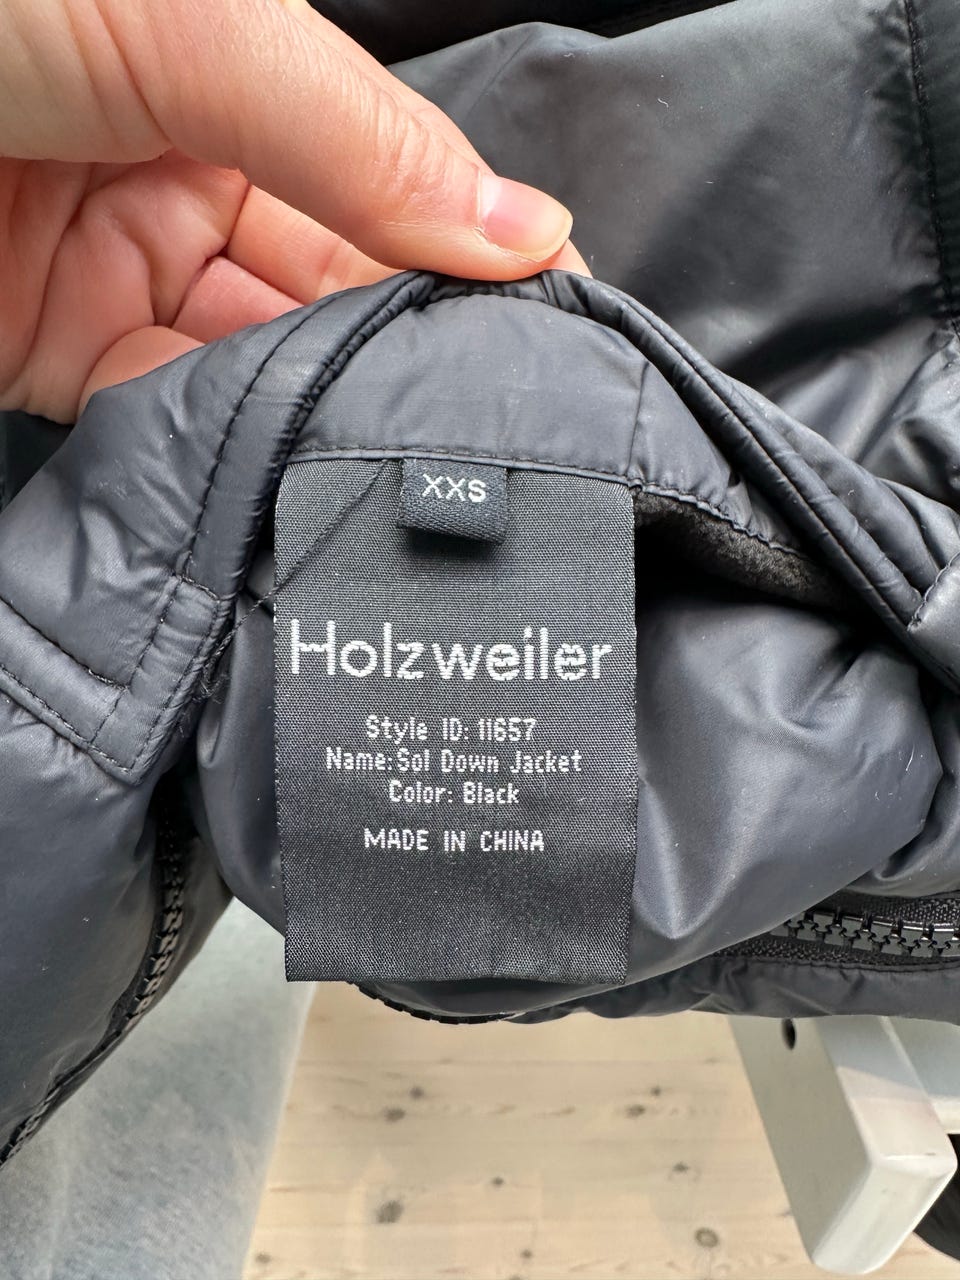 XXS
Holzweiler
Style ID: 11657
Name: Sol Down Jacket
Color: Black
MADE IN CHINA